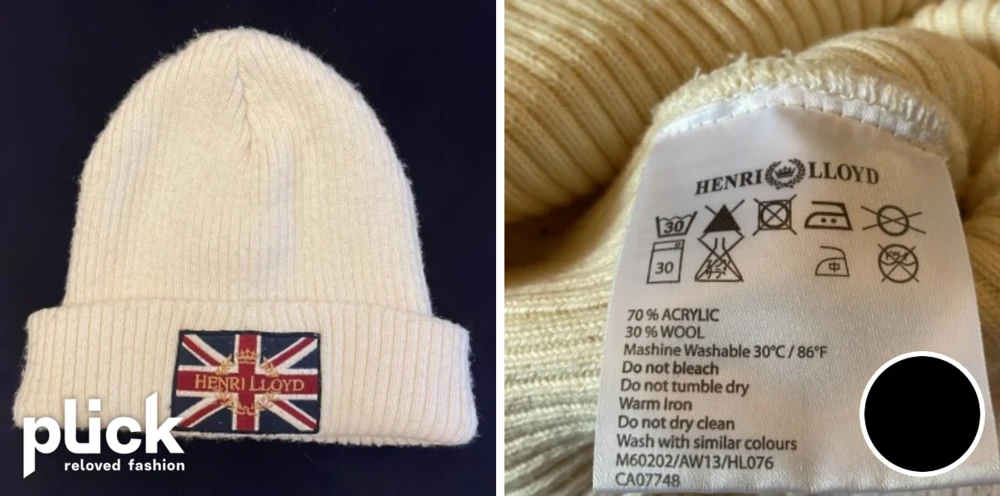 HENRI LLOYD
plick
reloved fashion
HENRI LLOYD
30
30
70 % ACRYLIC
30 % WOOL
Mashine Washable 30°C / 86°F
Do not bleach
Do not tumble dry
Warm Iron
Do not dry clean
Wash with similar colours
M60202/AW13/HL076
CA07748